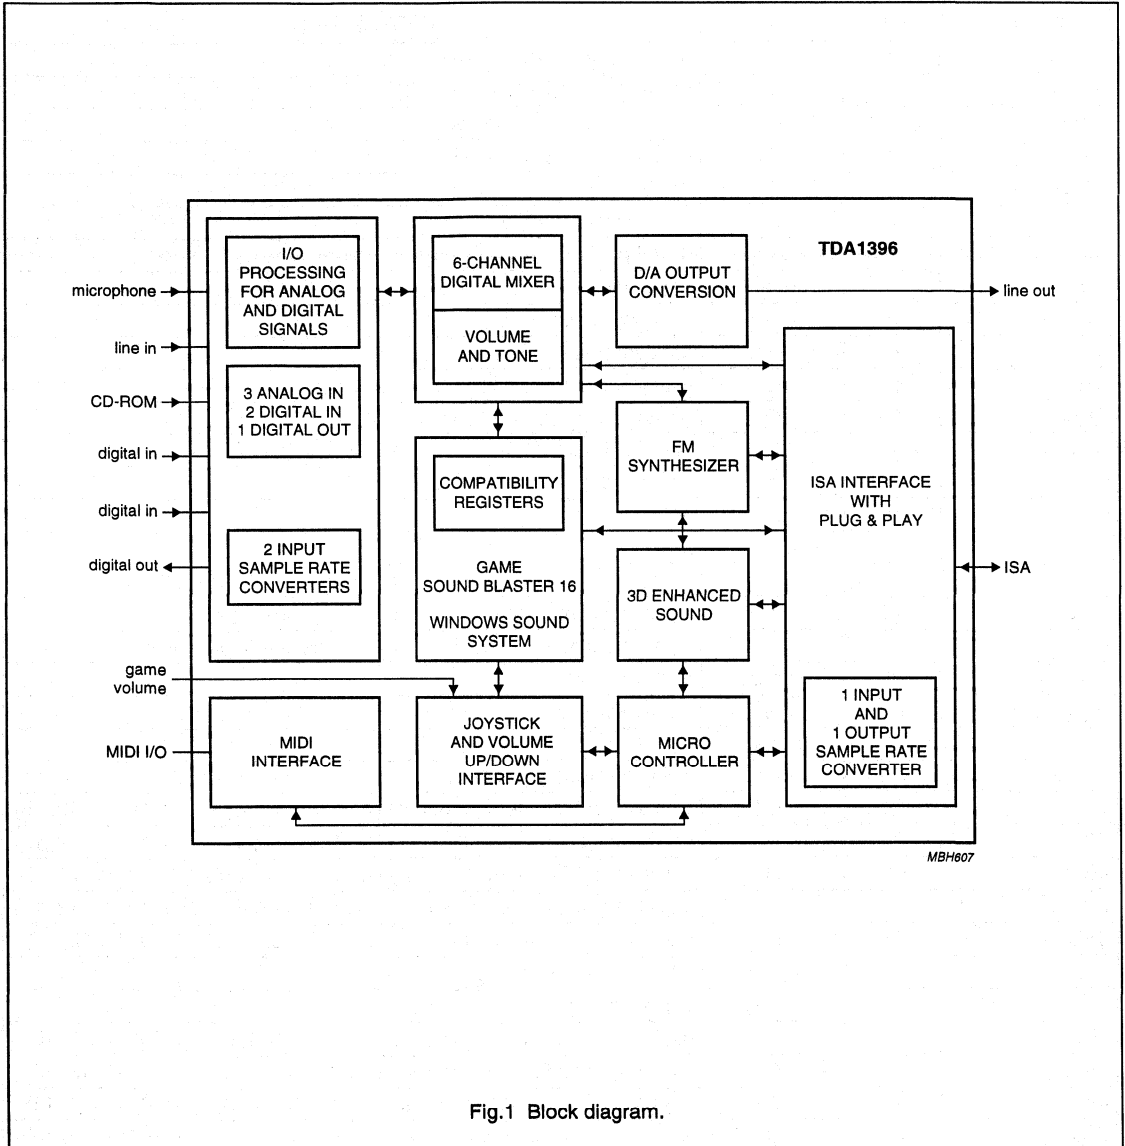 TDA1396
I/O
PROCESSING
FOR ANALOG
AND DIGITAL
SIGNALS
3 ANALOG IN
2 DIGITAL IN
1 DIGITAL OUT
2 INPUT
SAMPLE RATE
CONVERTERS
microphone
line in
CD-ROM
digital in
digital in
digital out
game
volume
MIDI I/O
6-CHANNEL
DIGITAL MIXER
VOLUME
AND TONE
D/A OUTPUT
CONVERSION
line out
COMPATIBILITY
REGISTERS
GAME
SOUND BLASTER 16
WINDOWS SOUND
SYSTEM
FM
SYNTHESIZER
3D ENHANCED
SOUND
ISA INTERFACE
WITH
PLUG & PLAY
ISA
1 INPUT
AND
1 OUTPUT
SAMPLE RATE
CONVERTER
MIDI
INTERFACE
JOYSTICK
AND VOLUME
UP/DOWN
INTERFACE
MICRO
CONTROLLER
MBH607
Fig.1 Block diagram.